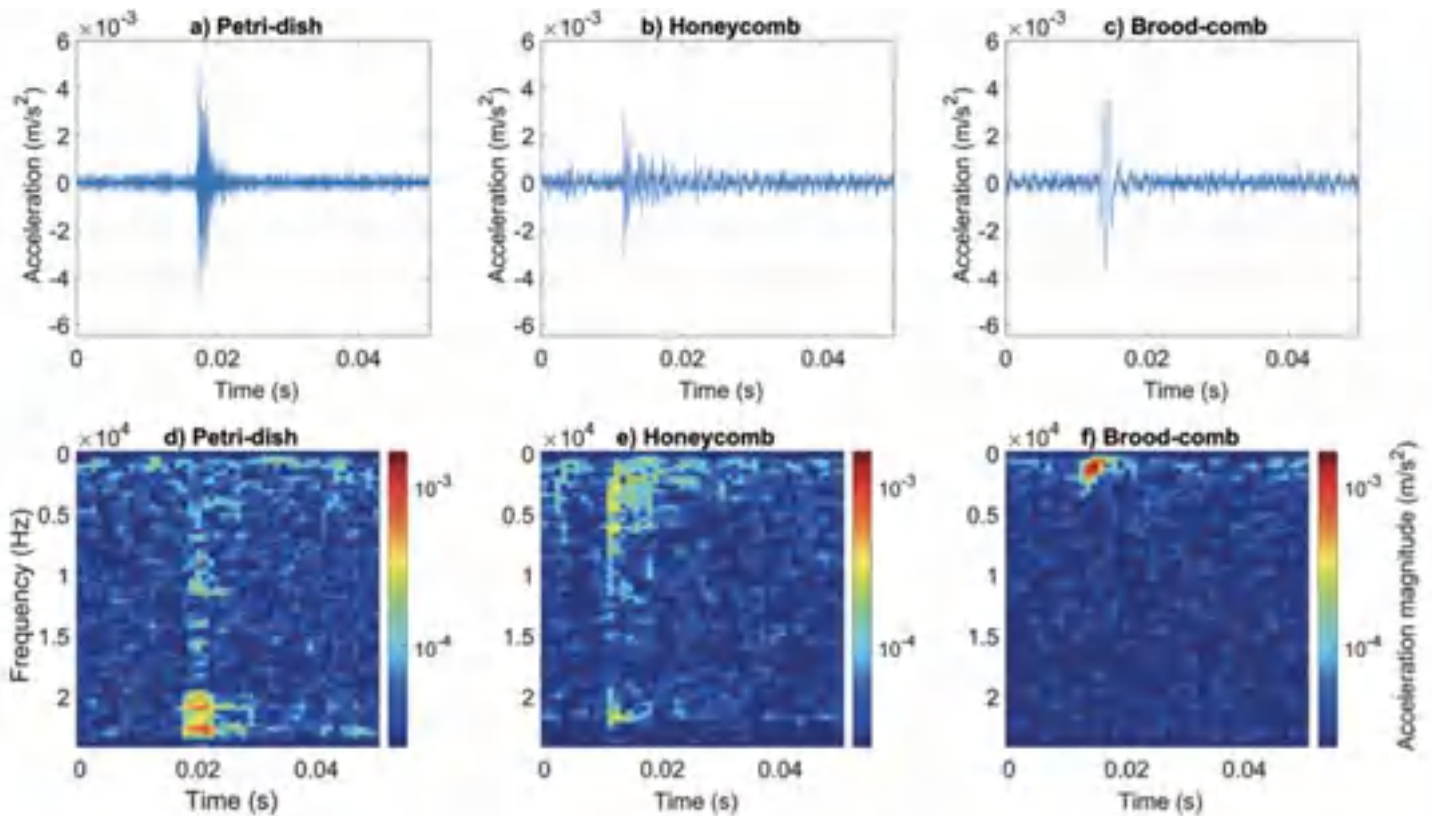 ×10⁻³ a) Petri-dish
6
4
2
0
-2
-4
-6
Acceleration (m/s²)
0 0.02 0.04
Time (s)
×10⁻³ b) Honeycomb
6
4
2
0
-2
-4
-6
Acceleration (m/s²)
0 0.02 0.04
Time (s)
×10⁻³ c) Brood-comb
6
4
2
0
-2
-4
-6
Acceleration (m/s²)
0 0.02 0.04
Time (s)
×10⁴ d) Petri-dish
0
0.5
1
1.5
2
Frequency (Hz)
0 0.02 0.04
Time (s)
10⁻³
10⁻⁴
×10⁴ e) Honeycomb
0
0.5
1
1.5
2
0 0.02 0.04
Time (s)
10⁻³
10⁻⁴
×10⁴ f) Brood-comb
0
0.5
1
1.5
2
0 0.02 0.04
Time (s)
10⁻³
10⁻⁴
Acceleration magnitude (m/s²)